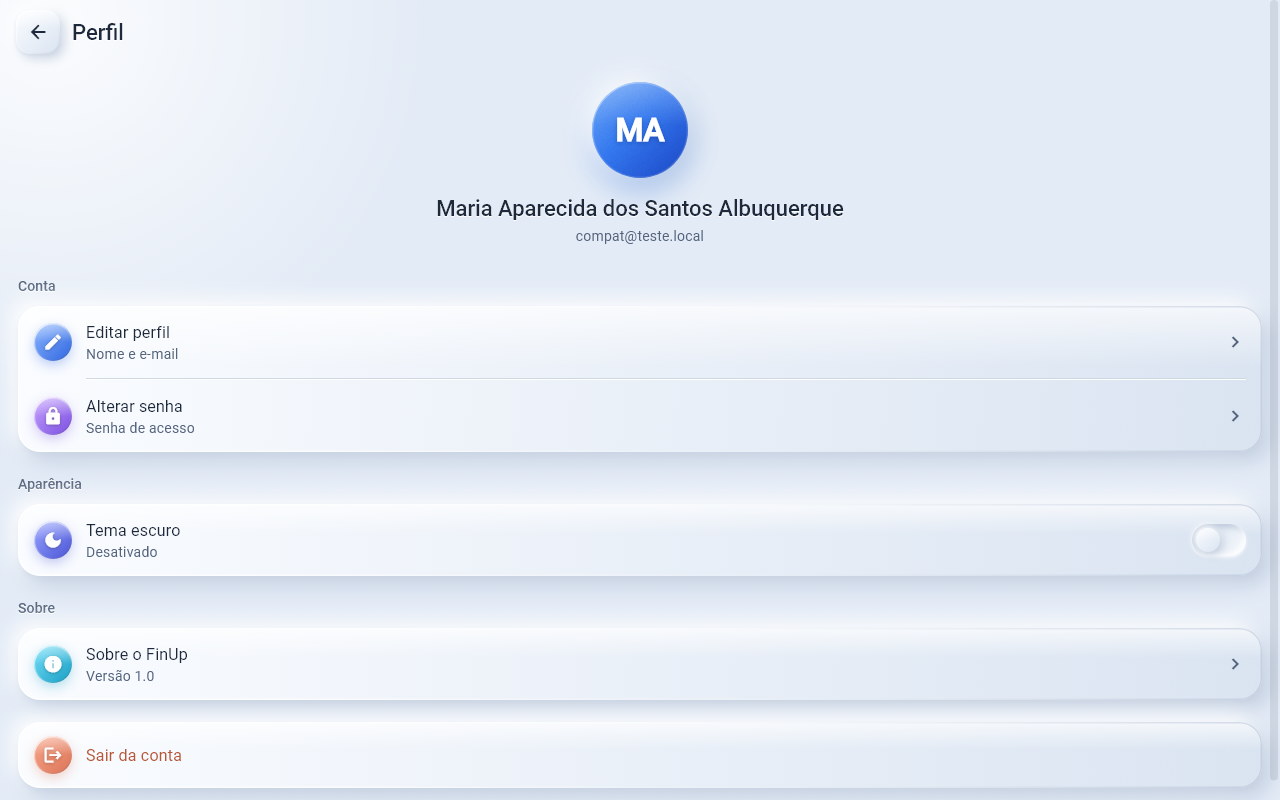 Perfil
MA
Maria Aparecida dos Santos Albuquerque
compat@teste.local
Conta
Editar perfil
Nome e e-mail
Alterar senha
Senha de acesso
Aparência
Tema escuro
Desativado
Sobre
Sobre o FinUp
Versão 1.0
Sair da conta